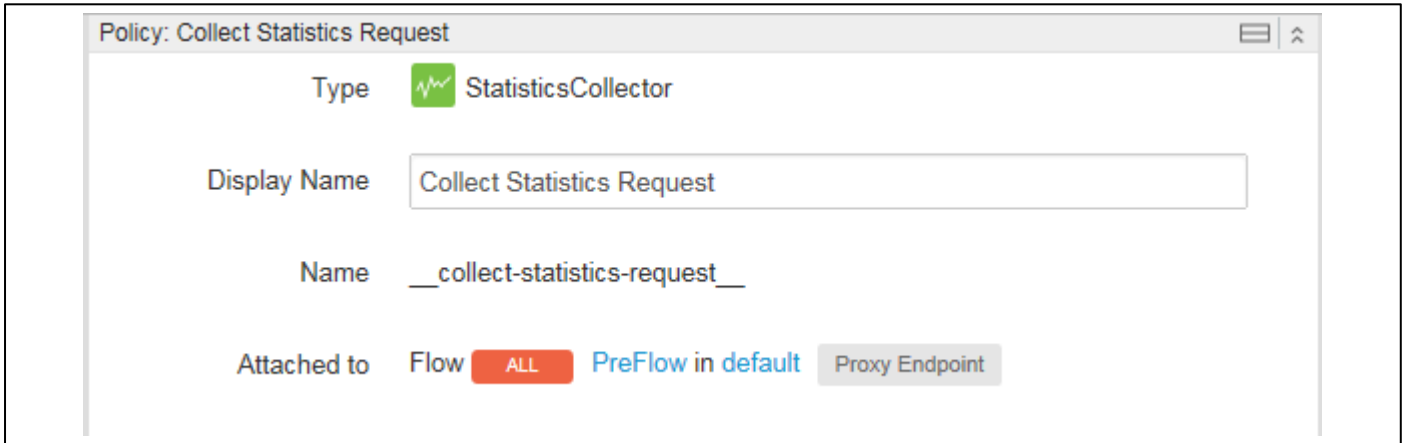 Policy: Collect Statistics Request
Type StatisticsCollector
Display Name Collect Statistics Request
Name __collect-statistics-request__
Attached to Flow ALL PreFlow in default Proxy Endpoint